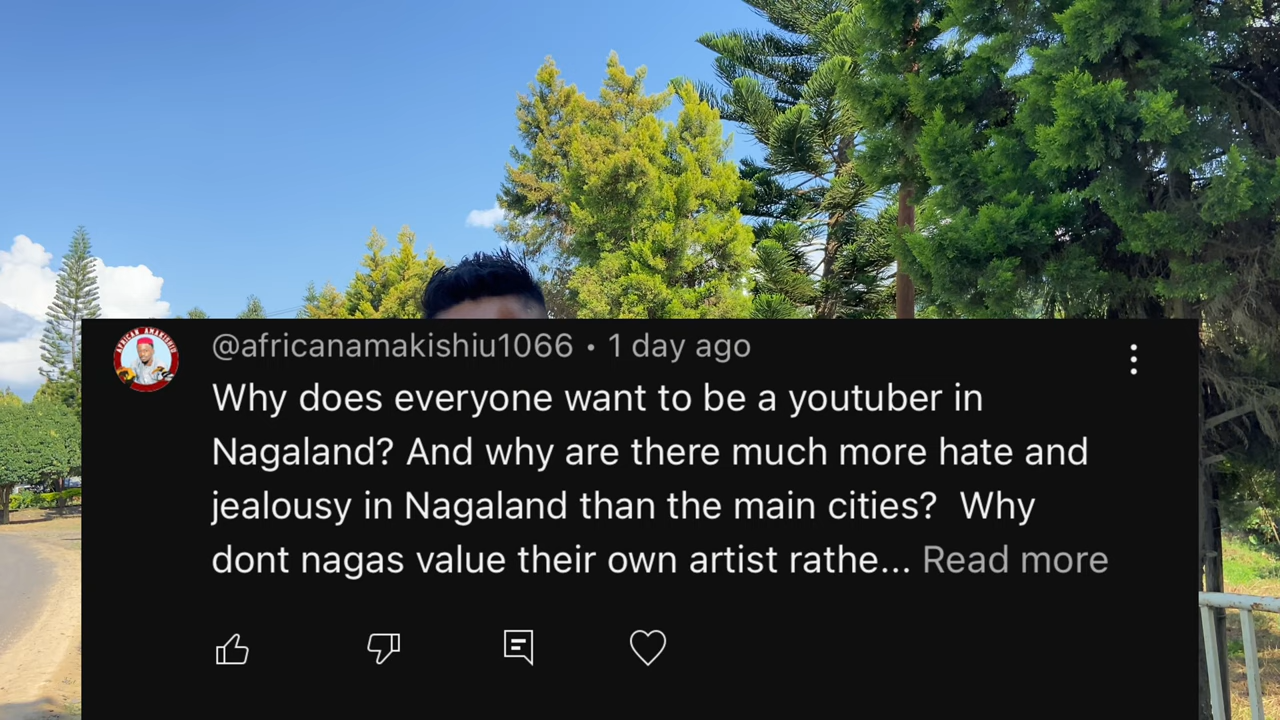 @africanamakishiu1066 • 1 day ago
Why does everyone want to be a youtuber in
Nagaland? And why are there much more hate and
jealousy in Nagaland than the main cities?  Why
dont nagas value their own artist rathe... Read more
AFRICAN AMAKISHIU